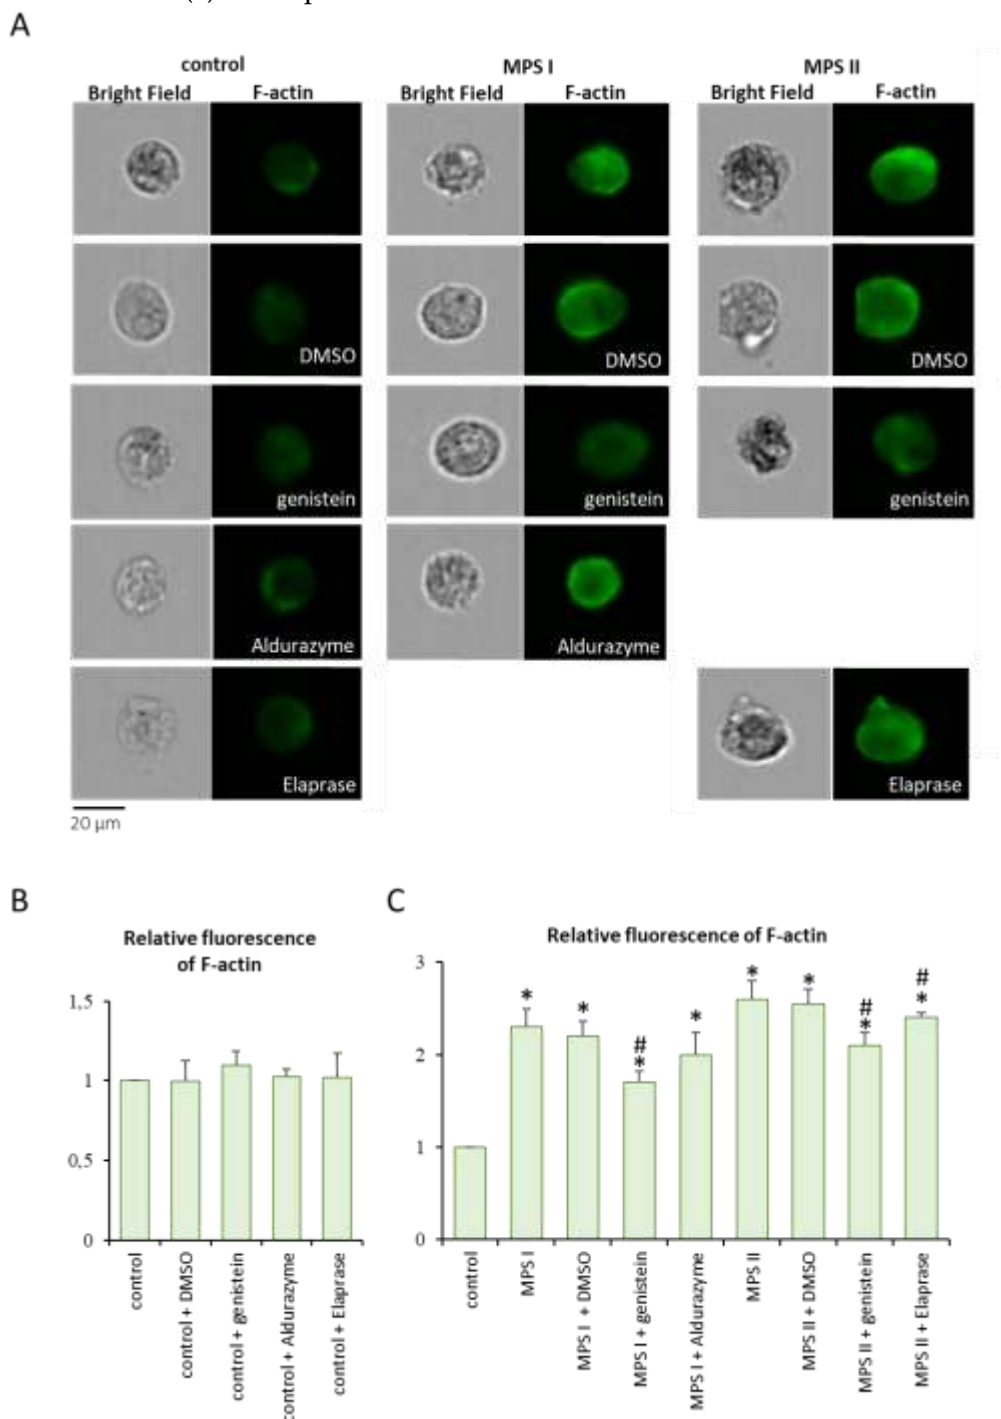 A
control MPS I MPS II
Bright Field F-actin Bright Field F-actin Bright Field F-actin
DMSO DMSO DMSO
genistein genistein genistein
Aldurazyme Aldurazyme
Elaprase Elaprase
20 µm
B
Relative fluorescence
of F-actin
1,5
1
0,5
0
control
control + DMSO
control + genistein
control + Aldurazyme
control + Elaprase
C
Relative fluorescence of F-actin
3
2
1
0
* * # * * * * # * # *
control
MPS I
MPS I + DMSO
MPS I + genistein
MPS I + Aldurazyme
MPS II
MPS II + DMSO
MPS II + genistein
MPS II + Elaprase